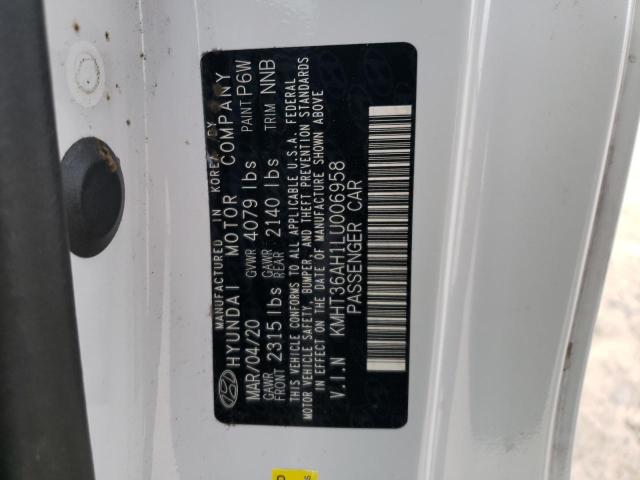 MANUFACTURED IN KOREA BY
HYUNDAI MOTOR COMPANY
MAR/04/20 GVWR 4079 lbs PAINT P6W
GAWR FRONT 2315 lbs GAWR REAR 2140 lbs TRIM NNB
THIS VEHICLE CONFORMS TO ALL APPLICABLE U.S.A. FEDERAL
MOTOR VEHICLE SAFETY, BUMPER, AND THEFT PREVENTION STANDARDS
IN EFFECT ON THE DATE OF MANUFACTURE SHOWN ABOVE
V.I.N KMHT36AH1LU006958
PASSENGER CAR